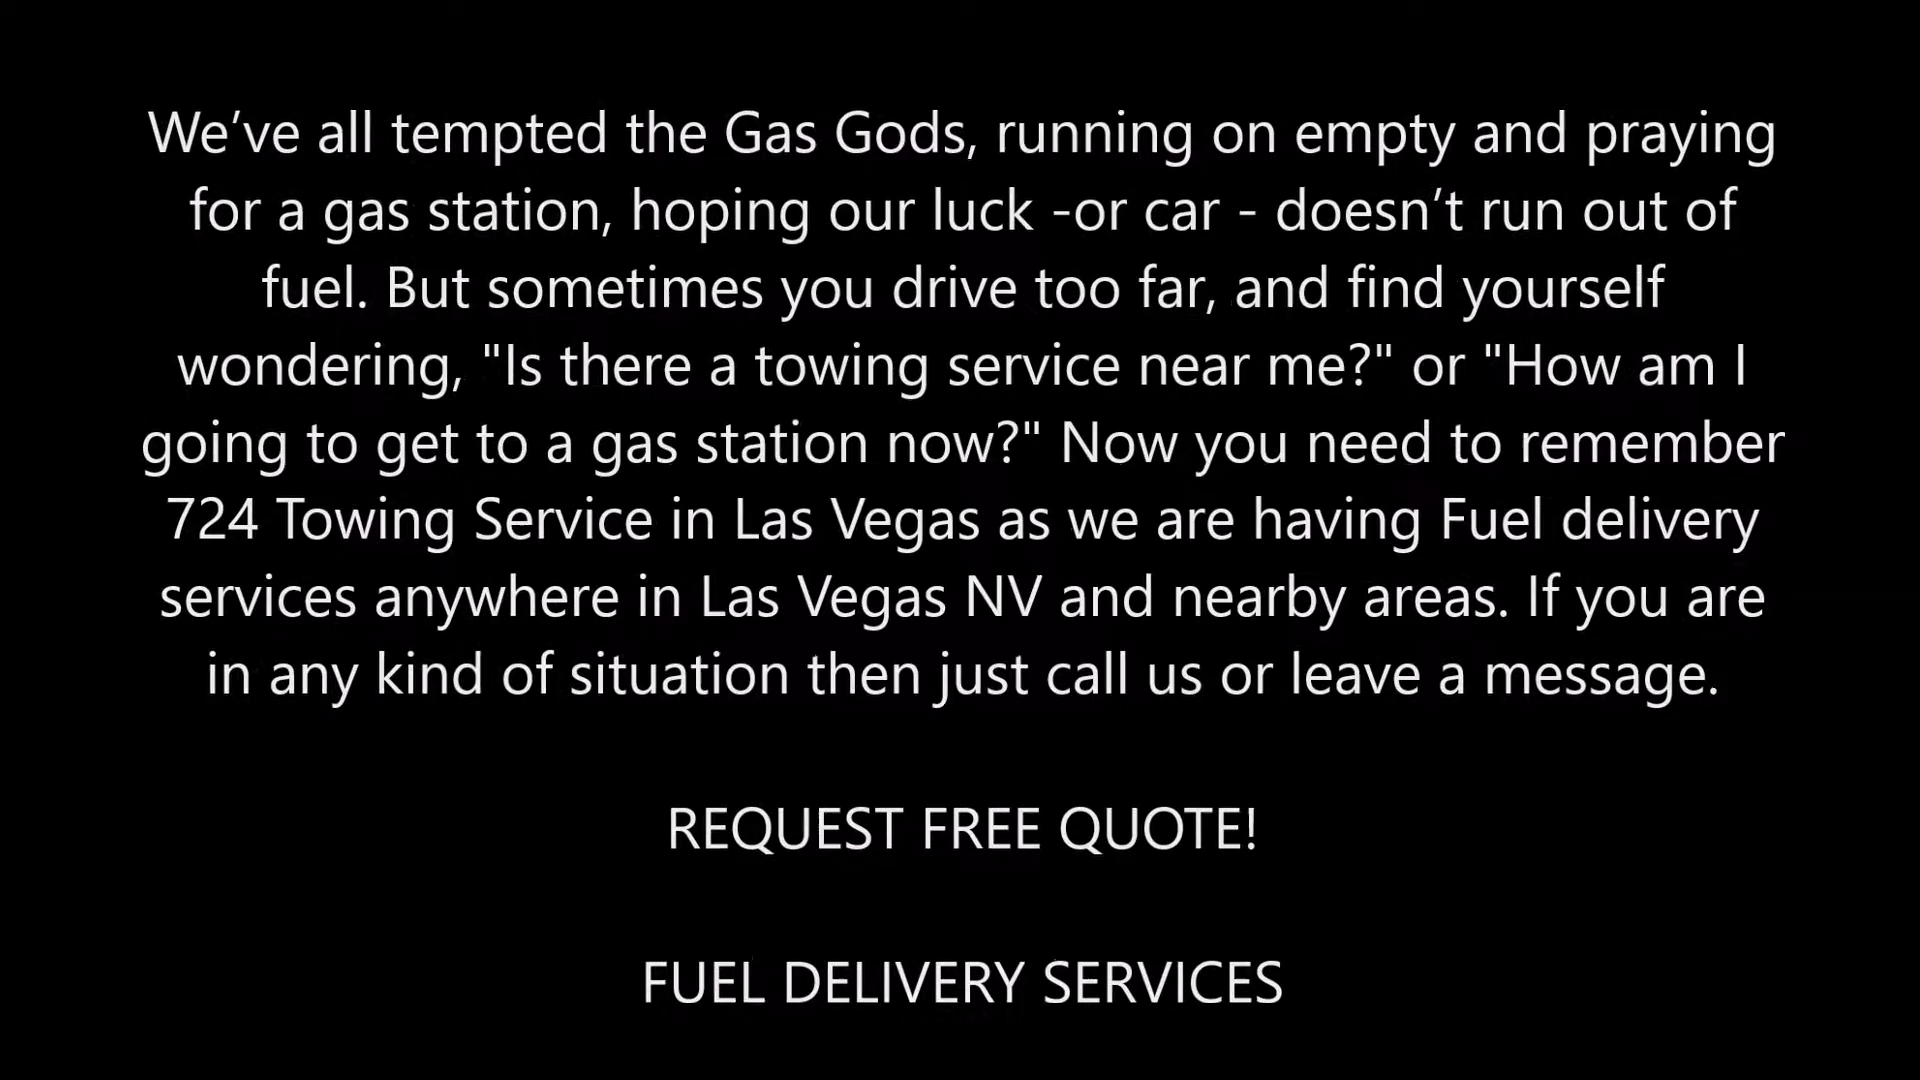 We’ve all tempted the Gas Gods, running on empty and praying
for a gas station, hoping our luck -or car - doesn’t run out of
fuel. But sometimes you drive too far, and find yourself
wondering, "Is there a towing service near me?" or "How am I
going to get to a gas station now?" Now you need to remember
724 Towing Service in Las Vegas as we are having Fuel delivery
services anywhere in Las Vegas NV and nearby areas. If you are
in any kind of situation then just call us or leave a message.
REQUEST FREE QUOTE!
FUEL DELIVERY SERVICES